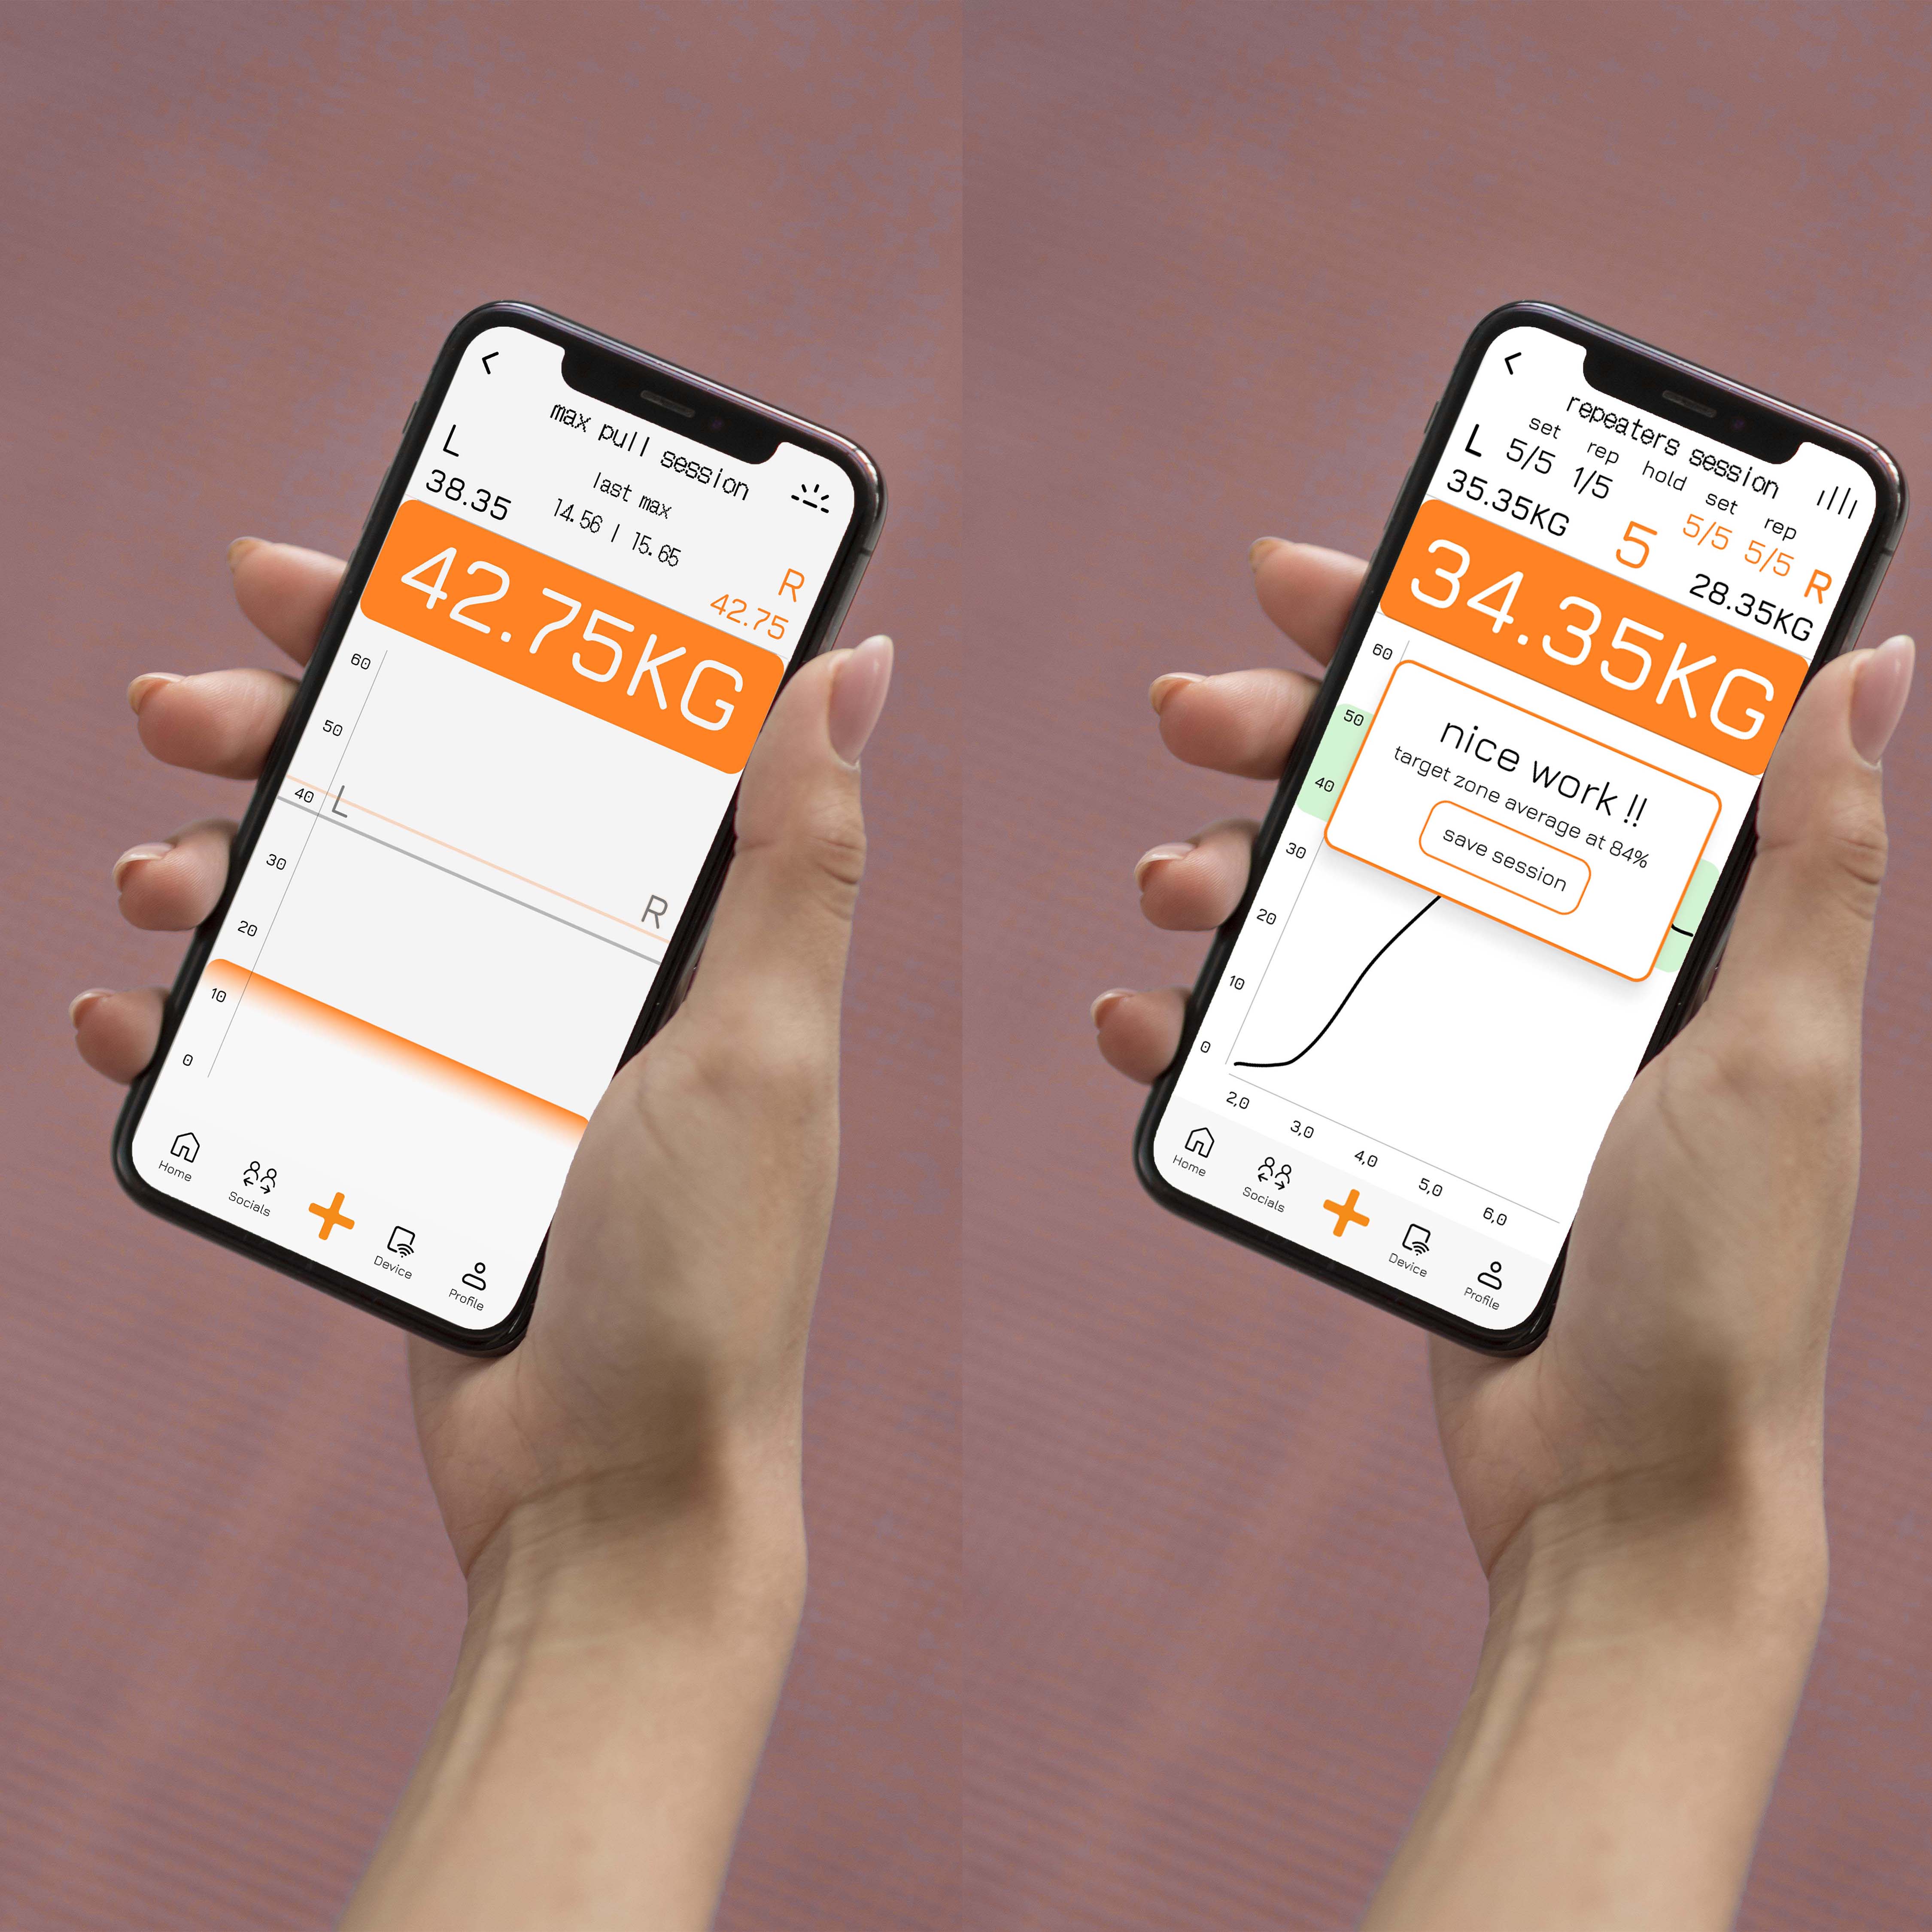 max pull session
L
last max
38.35
14.56 | 15.65
R
42.75
42.75KG
60
50
40
L
30
R
20
10
0
Home
Socials
Device
Profile
repeaters session
L
set
rep
hold
set
rep
5/5
1/5
5/5
5/5
R
35.35KG
5
28.35KG
34.35KG
60
50
40
30
20
10
0
nice work !!
target zone average at 84%
save session
2,0
3,0
4,0
5,0
6,0
Home
Socials
Device
Profile